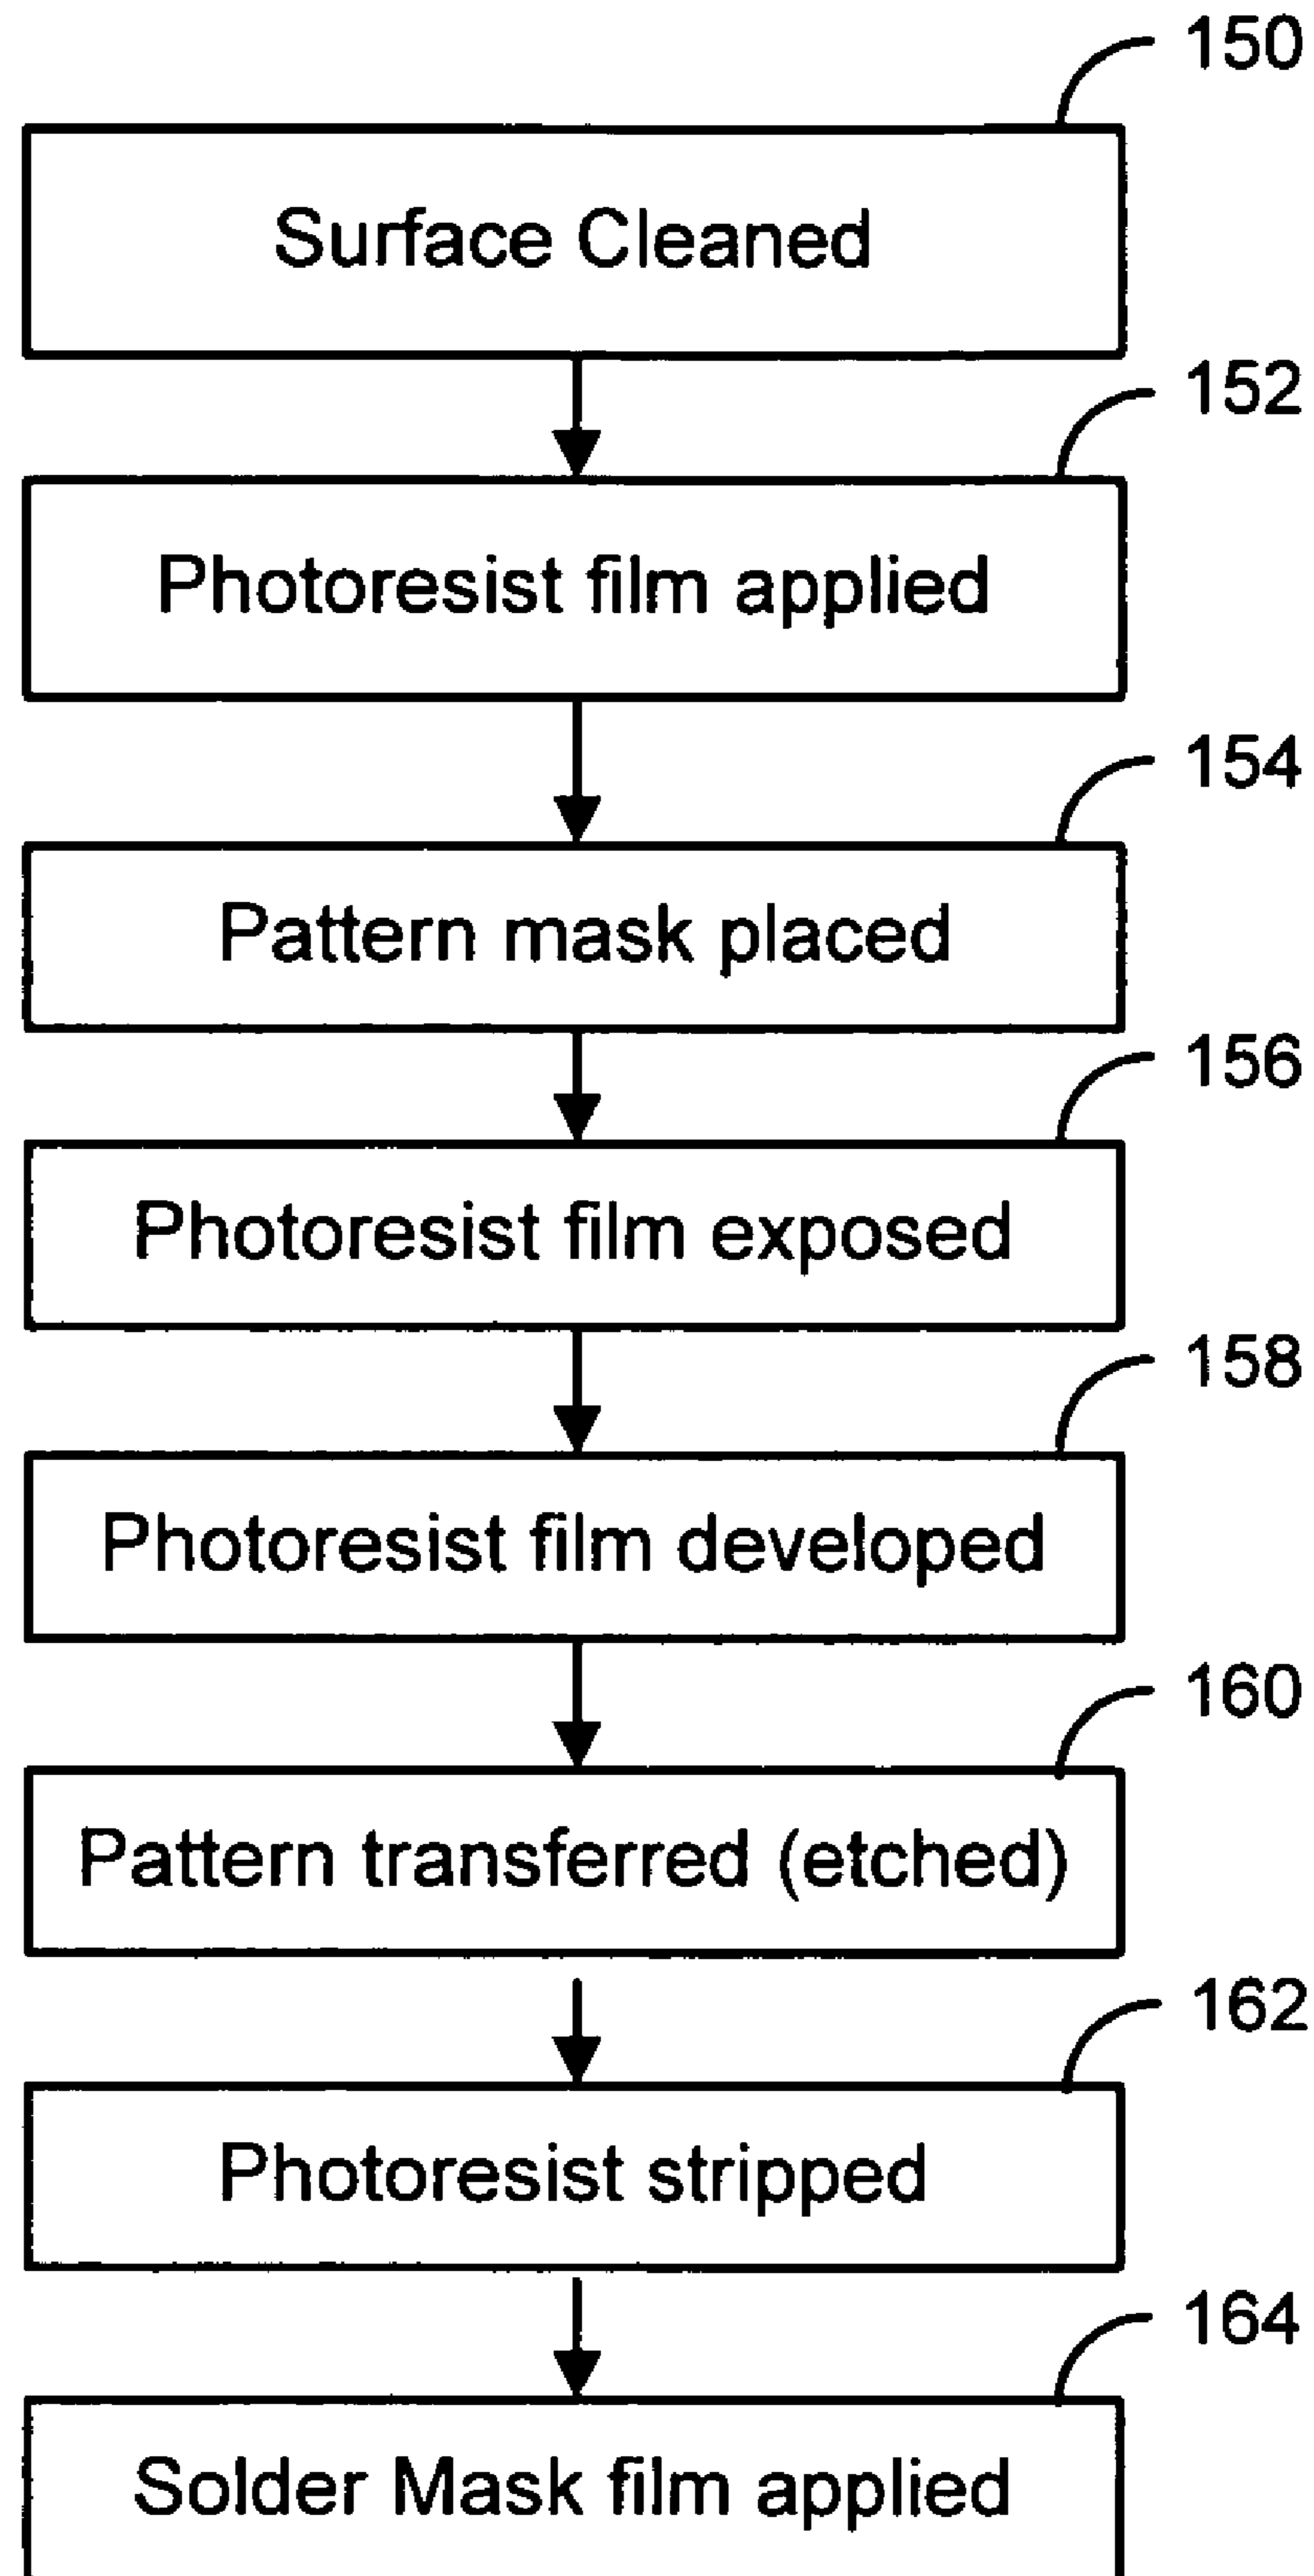 150
Surface Cleaned
152
Photoresist film applied
154
Pattern mask placed
156
Photoresist film exposed
158
Photoresist film developed
160
Pattern transferred (etched)
162
Photoresist stripped
164
Solder Mask film applied